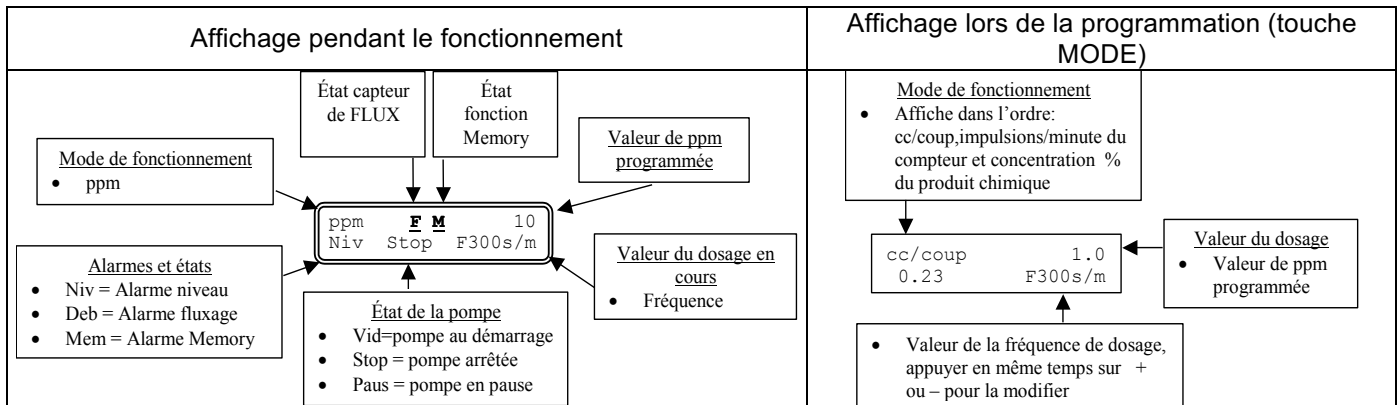 Affichage pendant le fonctionnement
Affichage lors de la programmation (touche
MODE)
État capteur
de FLUX
État
fonction
Memory
Mode de fonctionnement
• ppm
Valeur de ppm
programmée
ppm F M 10
Niv Stop F300s/m
Alarmes et états
• Niv = Alarme niveau
• Deb = Alarme fluxage
• Mem = Alarme Memory
État de la pompe
• Vid=pompe au démarrage
• Stop = pompe arrêtée
• Paus = pompe en pause
Valeur du dosage en
cours
• Fréquence
Mode de fonctionnement
• Affiche dans l’ordre:
cc/coup,impulsions/minute du
compteur et concentration %
du produit chimique
cc/coup 1.0
0.23 F300s/m
Valeur du dosage
• Valeur de ppm
programmée
• Valeur de la fréquence de dosage,
appuyer en même temps sur +
ou – pour la modifier